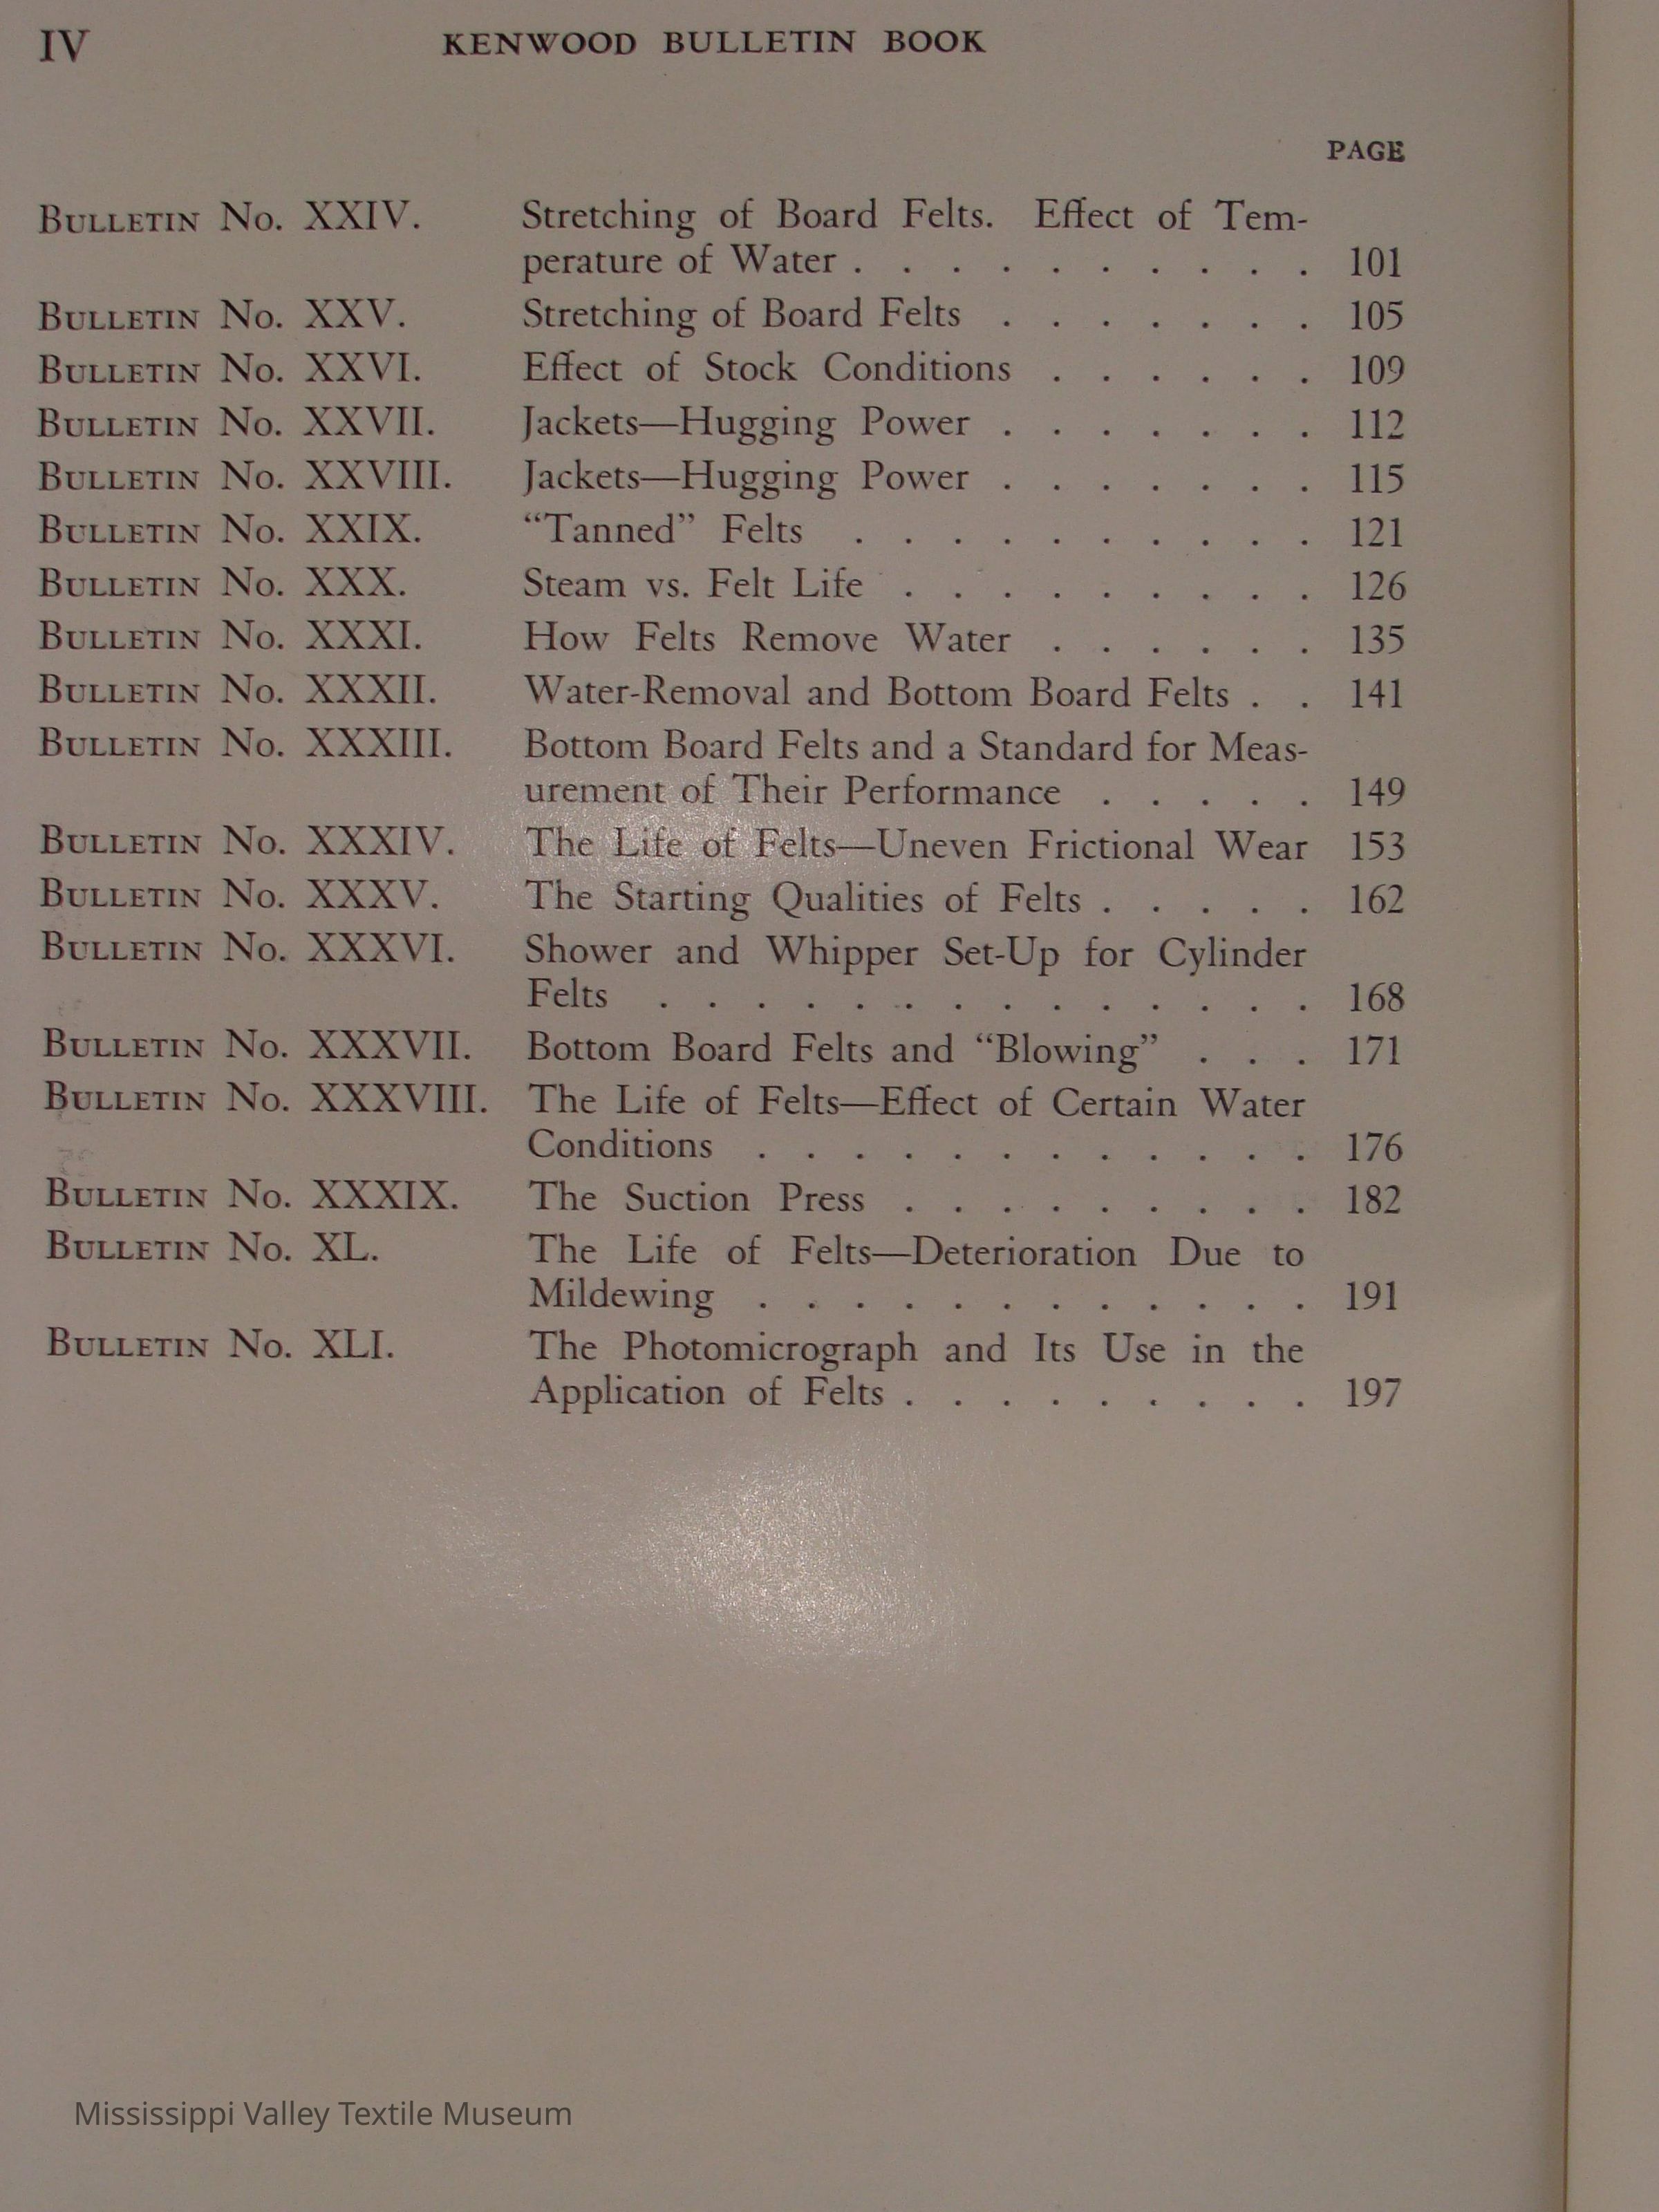 IV KENWOOD BULLETIN BOOK
PAGE
BULLETIN No. XXIV. Stretching of Board Felts. Effect of Tem-
perature of Water . . . . . . . . . . 101
BULLETIN No. XXV. Stretching of Board Felts . . . . . . . 105
BULLETIN No. XXVI. Effect of Stock Conditions . . . . . . 109
BULLETIN No. XXVII. Jackets—Hugging Power . . . . . . . 112
BULLETIN No. XXVIII. Jackets—Hugging Power . . . . . . . 115
BULLETIN No. XXIX. “Tanned” Felts . . . . . . . . . . 121
BULLETIN No. XXX. Steam vs. Felt Life . . . . . . . . . 126
BULLETIN No. XXXI. How Felts Remove Water . . . . . . 135
BULLETIN No. XXXII. Water-Removal and Bottom Board Felts . . 141
BULLETIN No. XXXIII. Bottom Board Felts and a Standard for Meas-
urement of Their Performance . . . . . 149
BULLETIN No. XXXIV. The Life of Felts—Uneven Frictional Wear 153
BULLETIN No. XXXV. The Starting Qualities of Felts . . . . . 162
BULLETIN No. XXXVI. Shower and Whipper Set-Up for Cylinder
Felts . . . . . . . . . . . . . . 168
BULLETIN No. XXXVII. Bottom Board Felts and “Blowing” . . . 171
BULLETIN No. XXXVIII. The Life of Felts—Effect of Certain Water
Conditions . . . . . . . . . . . . 176
BULLETIN No. XXXIX. The Suction Press . . . . . . . . . 182
BULLETIN No. XL. The Life of Felts—Deterioration Due to
Mildewing . . . . . . . . . . . . 191
BULLETIN No. XLI. The Photomicrograph and Its Use in the
Application of Felts . . . . . . . . . 197
Mississippi Valley Textile Museum